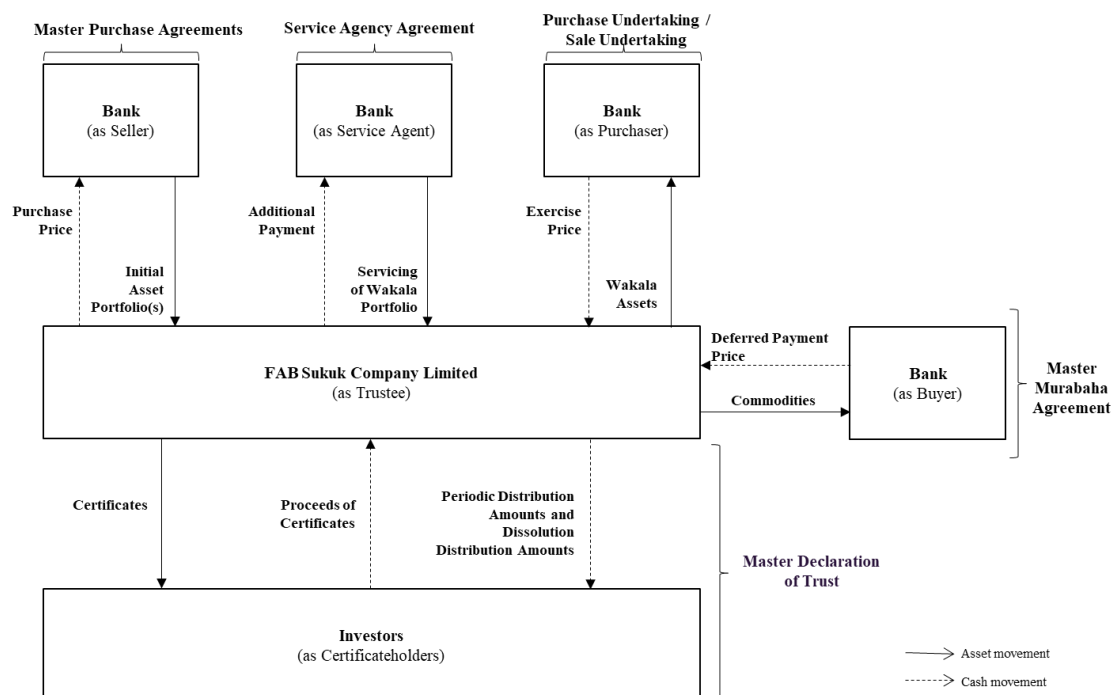 Master Purchase Agreements
Service Agency Agreement
Purchase Undertaking /
Sale Undertaking
Bank
(as Seller)
Bank
(as Service Agent)
Bank
(as Purchaser)
Purchase
Price
Initial
Asset
Portfolio(s)
Additional
Payment
Servicing
of Wakala
Portfolio
Exercise
Price
Wakala
Assets
FAB Sukuk Company Limited
(as Trustee)
Deferred Payment
Price
Commodities
Bank
(as Buyer)
Master
Murabaha
Agreement
Certificates
Proceeds of
Certificates
Periodic Distribution
Amounts and
Dissolution
Distribution Amounts
Master Declaration
of Trust
Investors
(as Certificateholders)
Asset movement
Cash movement